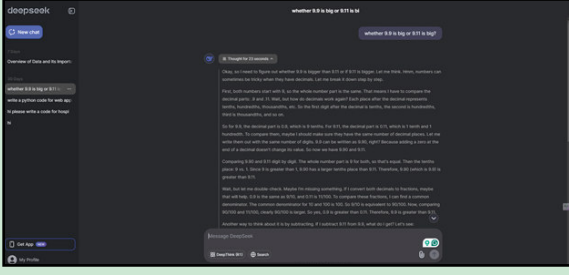 deepseek
whether 9.9 is big or 9.11 is bi
New chat
whether 9.9 is big or 9.11 is big?
Thought for 23 seconds
Overview of Data and Its Import
Okay, so I need to figure out whether 9.9 is bigger than 9.11 or if 9.11 is bigger. Let me think. Hmm, numbers can
sometimes be tricky when they have decimals. Let me break it down step by step.
whether 9.9 is big or 9.11 is
First, both numbers start with 9, so the whole number part is the same. That means I have to compare the
write a python code for web app
decimal parts: .9 and .11. Wait, but how do decimals work again? Each place after the decimal represents
tenths, hundredths, thousandths, etc. So the first digit after the decimal is tenths, the second is hundredths,
hi please write a code for hospi
third is thousandths, and so on.
hi
So for 9.9, the decimal part is 0.9, which is 9 tenths. For 9.11, the decimal part is 0.11, which is 1 tenth and 1
hundredth. To compare them, maybe I should make sure they have the same number of decimal places. Let me
write them out with the same number of digits. 9.9 can be written as 9.90, right? Because adding a zero at the
end of a decimal doesn't change its value. So now we have 9.90 and 9.11.
Comparing 9.90 and 9.11 digit by digit. The whole number part is 9 for both, so that's equal. Then the tenths
place: 9 vs. 1. Since 9 is greater than 1, 9.90 has a larger tenths place than 9.11. Therefore, 9.90 (which is 9.9) is
greater than 9.11.
Wait, but let me double check. Maybe I'm missing something. If I convert both decimals to fractions, maybe
that will help. 0.9 is the same as 9/10, and 0.11 is 11/100. To compare these fractions, I can find a common
denominator. The common denominator for 10 and 100 is 100. So 9/10 is equivalent to 90/100. Now, comparing
90/100 and 11/100, clearly 90/100 is larger. So yes, 0.9 is greater than 0.11. Therefore, 9.9 is greater than 9.11.
Another way to think about it is by subtracting. If I subtract 9.11 from 9.9, what do I get? Let's see:
Message DeepSeek
Get App
DeepThink (R1)
Search
My Profile